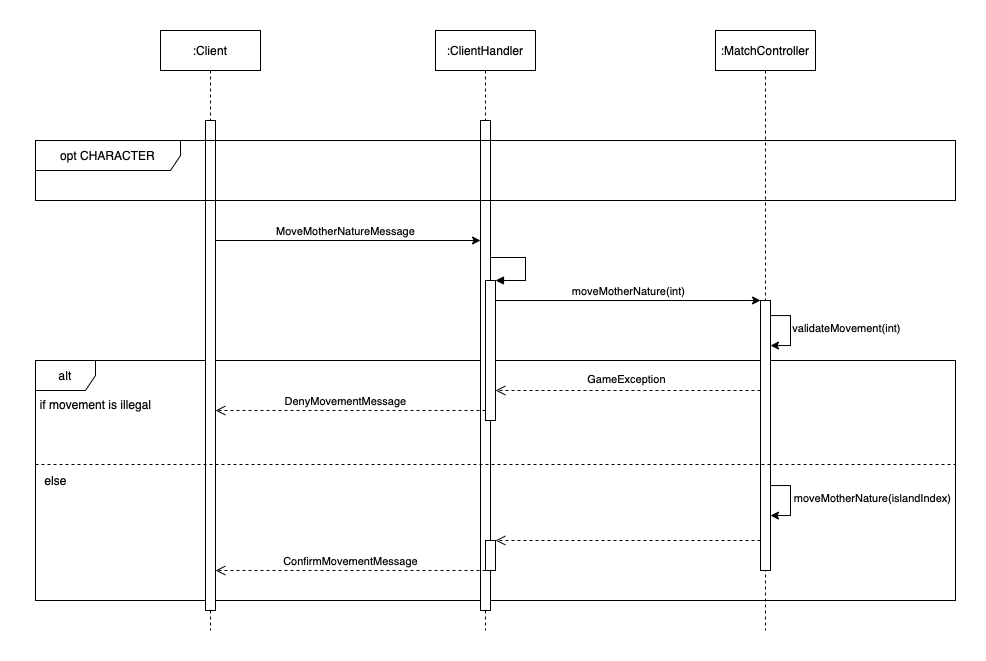 :Client
:ClientHandler
:MatchController
opt CHARACTER
MoveMotherNatureMessage
moveMotherNature(int)
validateMovement(int)
alt
GameException
if movement is illegal
DenyMovementMessage
else
moveMotherNature(islandIndex)
ConfirmMovementMessage